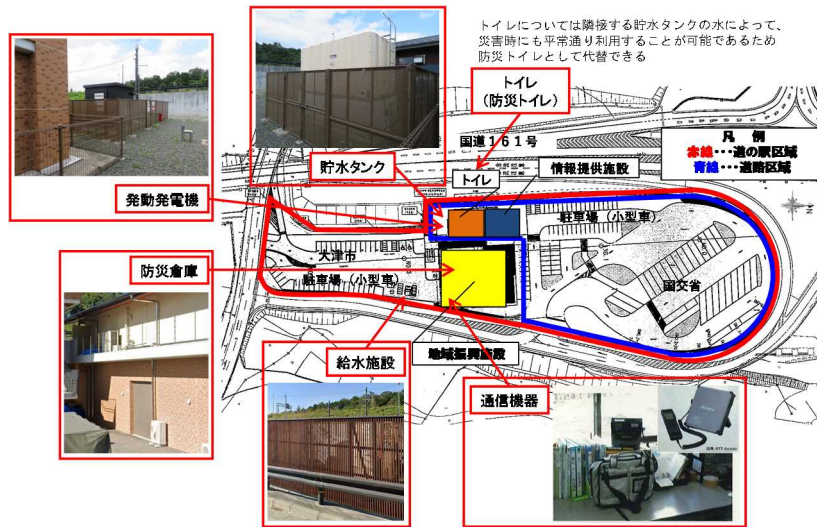 トイレについては隣接する貯水タンクの水によって、
災害時にも平常通り利用することが可能であるため
防災トイレとして代替できる
トイレ
(防災トイレ)
国道161号
凡 例
赤線・・・道の駅区域
青線・・・道路区域
貯水タンク
トイレ
情報提供施設
発動発電機
駐車場(小型車)
大津市
防災倉庫
駐車場(小型車)
国交省
給水施設
地域振興施設
通信機器